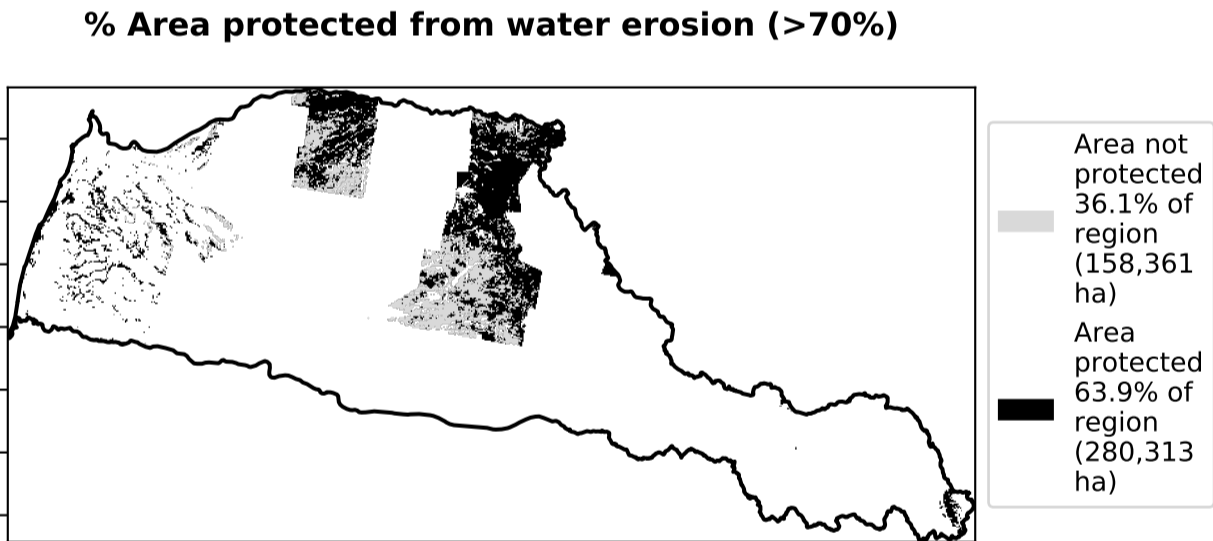 % Area protected from water erosion (>70%)
Area not
protected
36.1% of
region
(158,361
ha)
Area
protected
63.9% of
region
(280,313
ha)